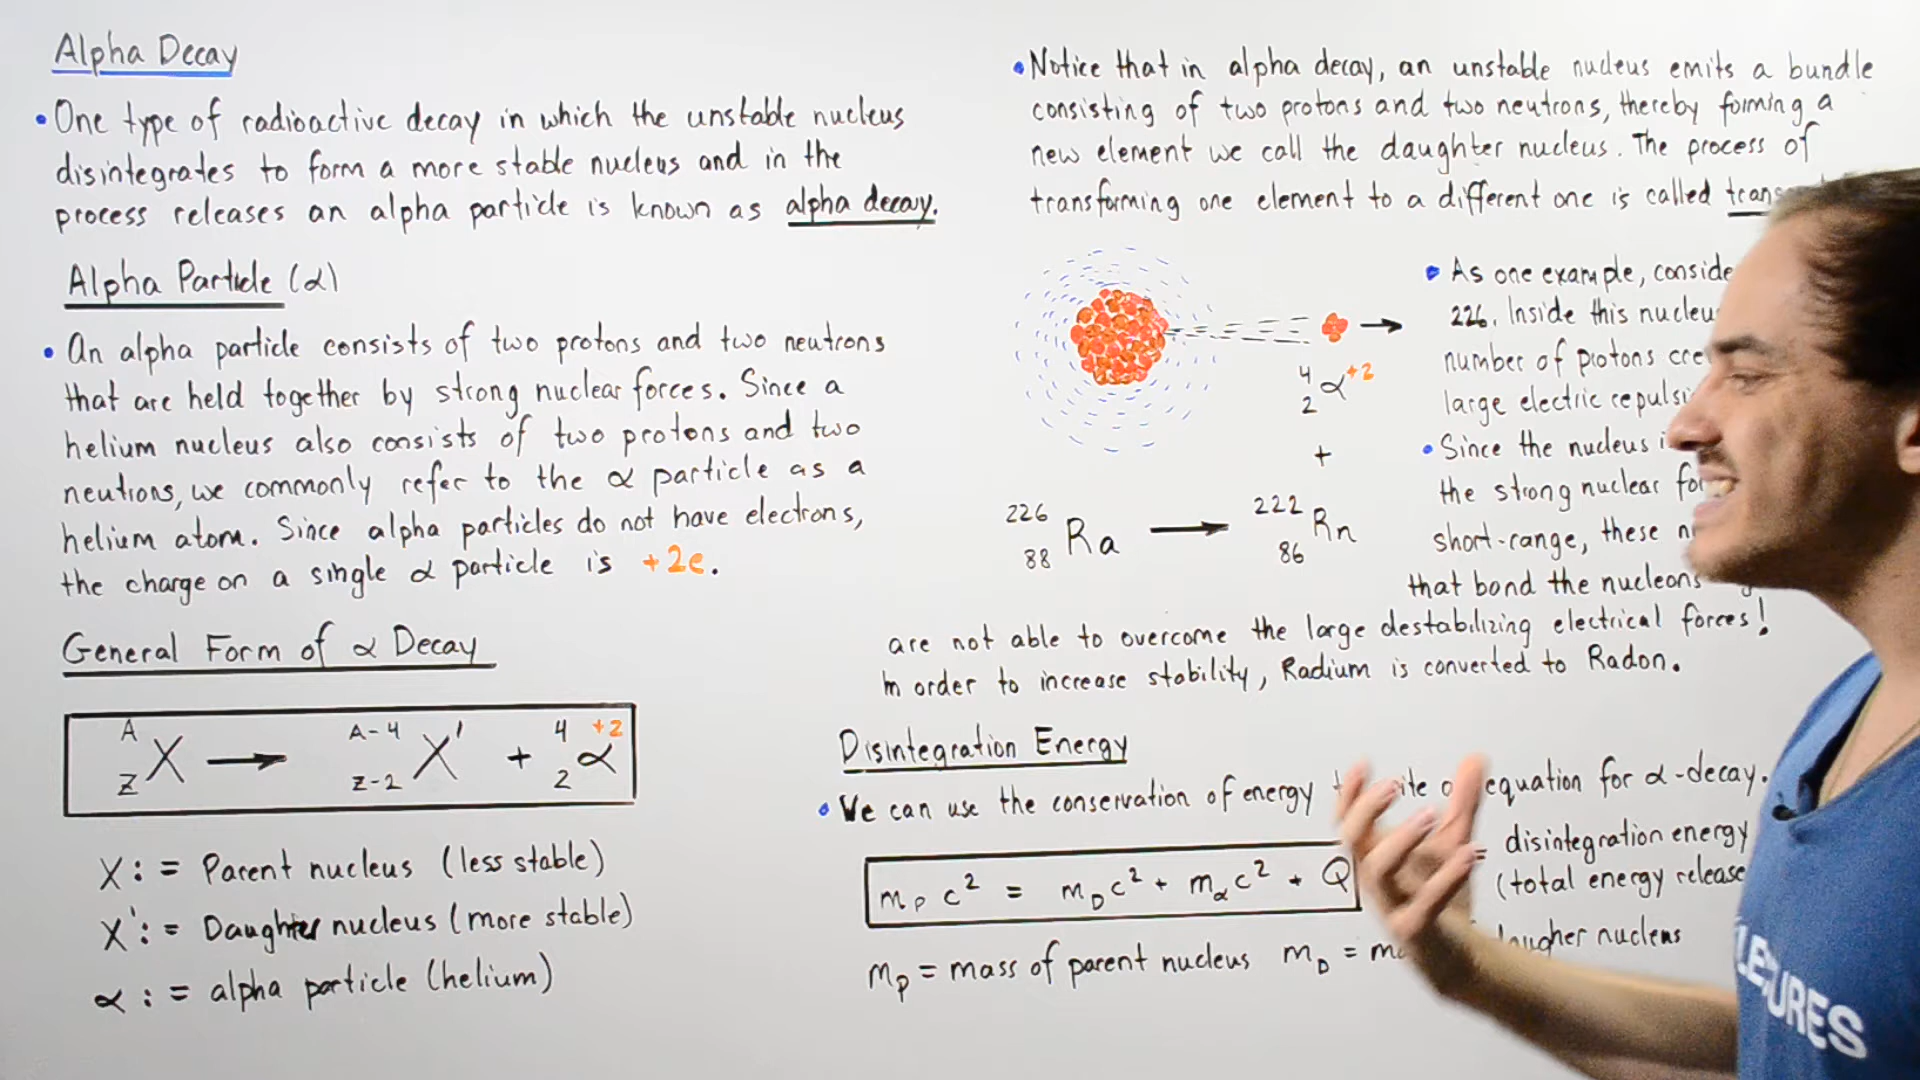 Alpha Decay
• One type of radioactive decay in which the unstable nucleus
disintegrates to form a more stable nucleus and in the
process releases an alpha particle is known as alpha decay.
Alpha Particle (α)
• An alpha particle consists of two protons and two neutrons
that are held together by strong nuclear forces. Since a
helium nucleus also consists of two protons and two
neutrons, we commonly refer to the α particle as a
helium atom. Since alpha particles do not have electrons,
the charge on a single α particle is +2e.
General Form of α Decay
A Z X → A-4 Z-2 X' + 4 2 α +2
X : = Parent nucleus (less stable)
X' : = Daughter nucleus (more stable)
α : = alpha particle (helium)
• Notice that in alpha decay, an unstable nucleus emits a bundle
consisting of two protons and two neutrons, thereby forming a
new element we call the daughter nucleus. The process of
transforming one element to a different one is called
4 2 α +2
+
226 88 Ra → 222 86 Rn
• As one example,
226. Inside this
number of protons
large electric
• Since the nucleus
the strong nuclear
short-range, these
that bond the nucleons
are not able to overcome the large destabilizing electrical forces!
In order to increase stability, Radium is converted to Radon.
Disintegration Energy
• We can use the conservation of energy equation for α-decay.
m_P c² = m_D c² + m_α c² + Q
= disintegration energy
(total energy
m_P = mass of parent nucleus m_D =
nucleus